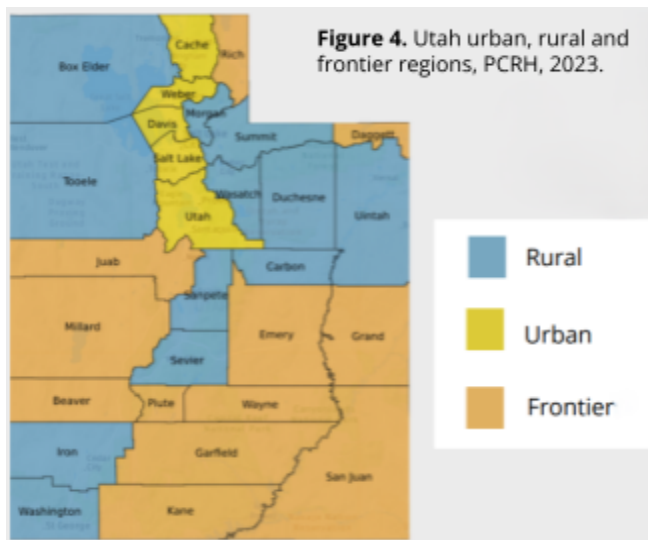 Figure 4. Utah urban, rural and
frontier regions, PCRH, 2023.
Cache
Rich
Box Elder
Weber
Morgan
Davis
Summit
Daggett
Salt Lake
Tooele
Wasatch
Duchesne
Uintah
Utah
Juab
Carbon
Sanpete
Millard
Emery
Grand
Sevier
Beaver
Piute
Wayne
Iron
Garfield
San Juan
Washington
Kane
Rural
Urban
Frontier